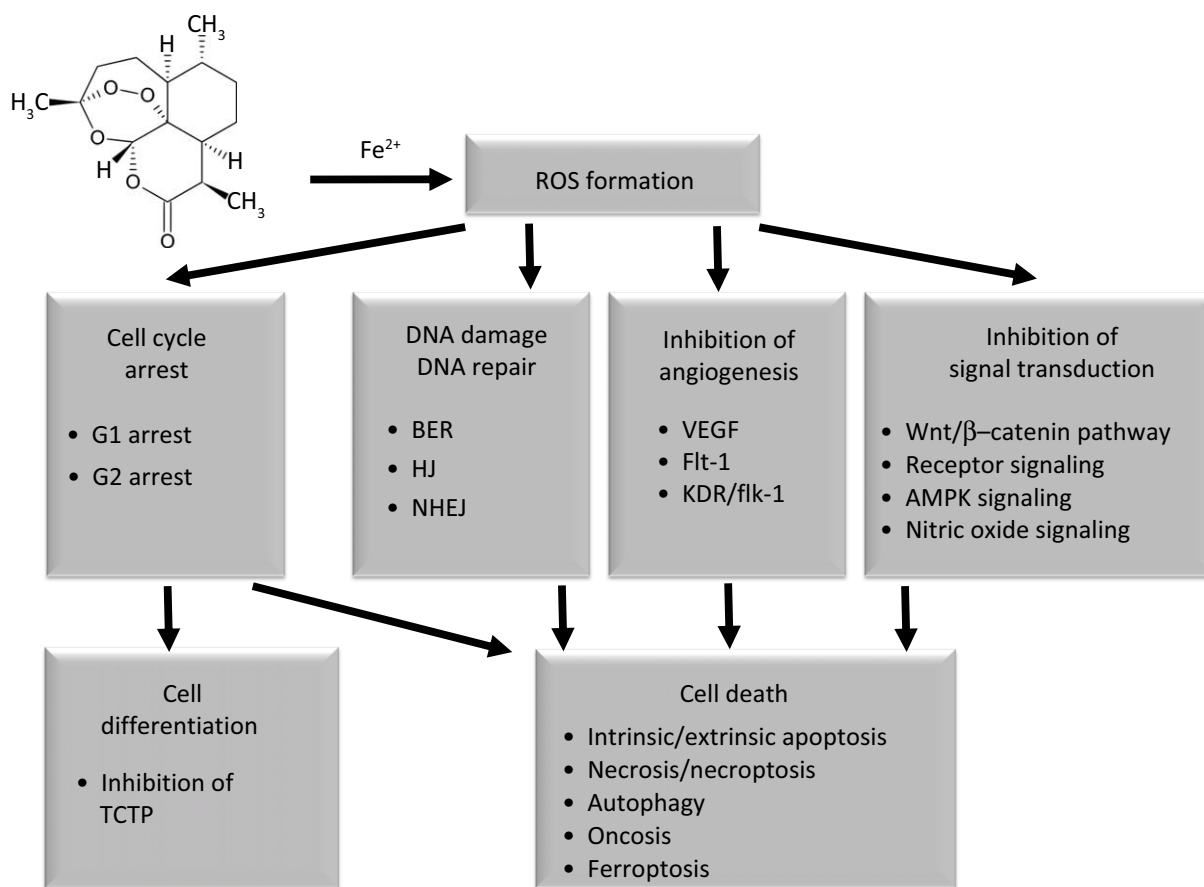 CH3
H
H3C
O
O
O
H
H
O
CH3
O
Fe2+
ROS formation
Cell cycle
arrest
• G1 arrest
• G2 arrest
DNA damage
DNA repair
• BER
• HJ
• NHEJ
Inhibition of
angiogenesis
• VEGF
• Flt-1
• KDR/flk-1
Inhibition of
signal transduction
• Wnt/β–catenin pathway
• Receptor signaling
• AMPK signaling
• Nitric oxide signaling
Cell
differentiation
• Inhibition of
TCTP
Cell death
• Intrinsic/extrinsic apoptosis
• Necrosis/necroptosis
• Autophagy
• Oncosis
• Ferroptosis